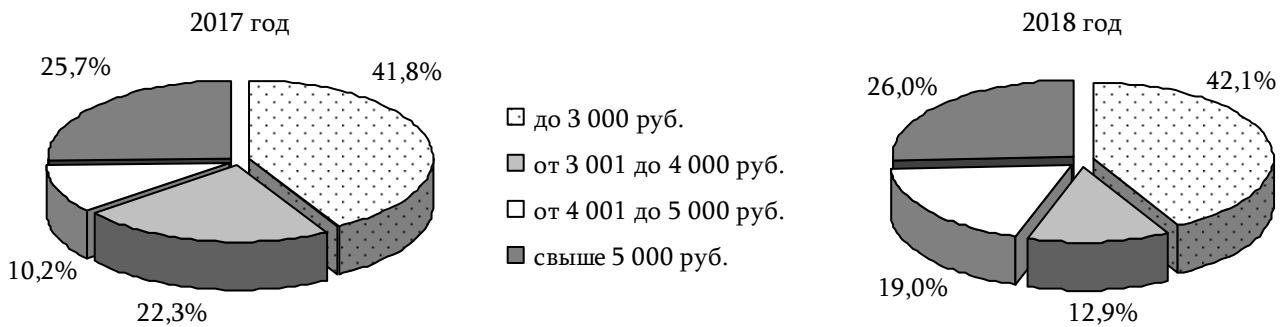 2017 год
25,7%
41,8%
10,2%
22,3%
до 3 000 руб.
от 3 001 до 4 000 руб.
от 4 001 до 5 000 руб.
свыше 5 000 руб.
2018 год
26,0%
42,1%
19,0%
12,9%